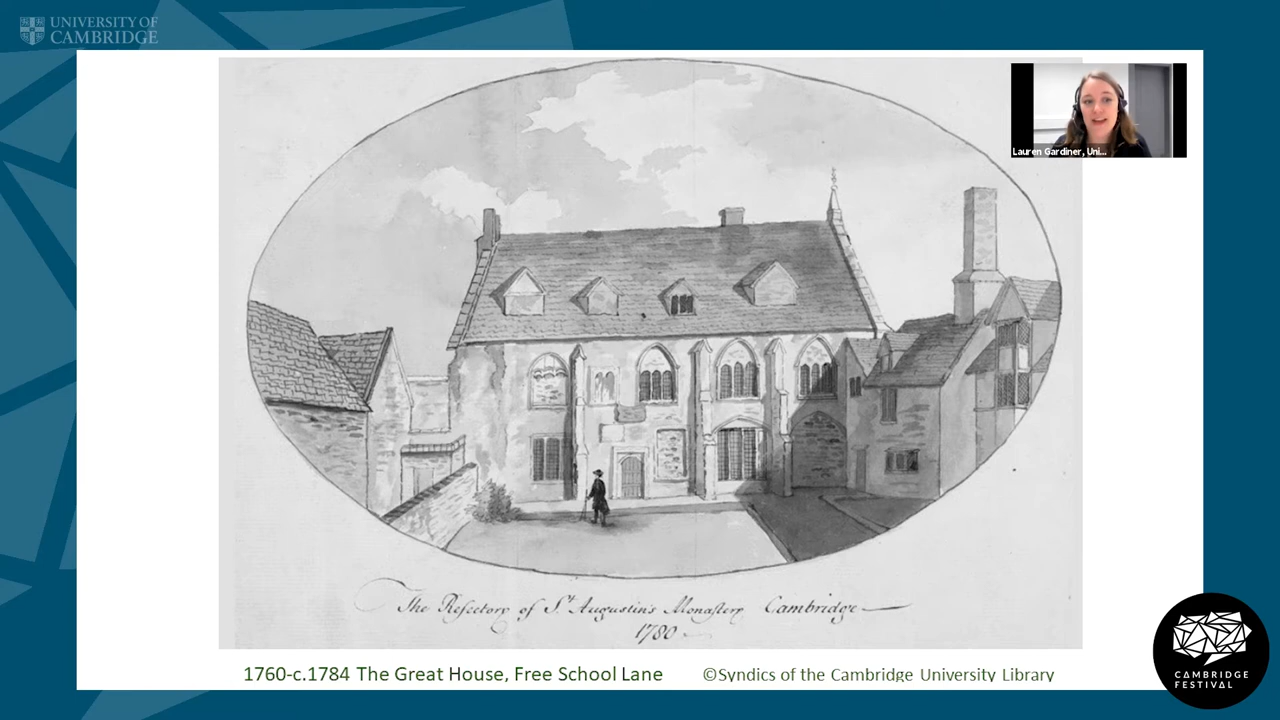 UNIVERSITY OF
CAMBRIDGE
Lauren Gardiner, Uni...
The Refectory of St Augustin's Monastery Cambridge
1780
1760-c.1784 The Great House, Free School Lane
©Syndics of the Cambridge University Library
CAMBRIDGE
FESTIVAL